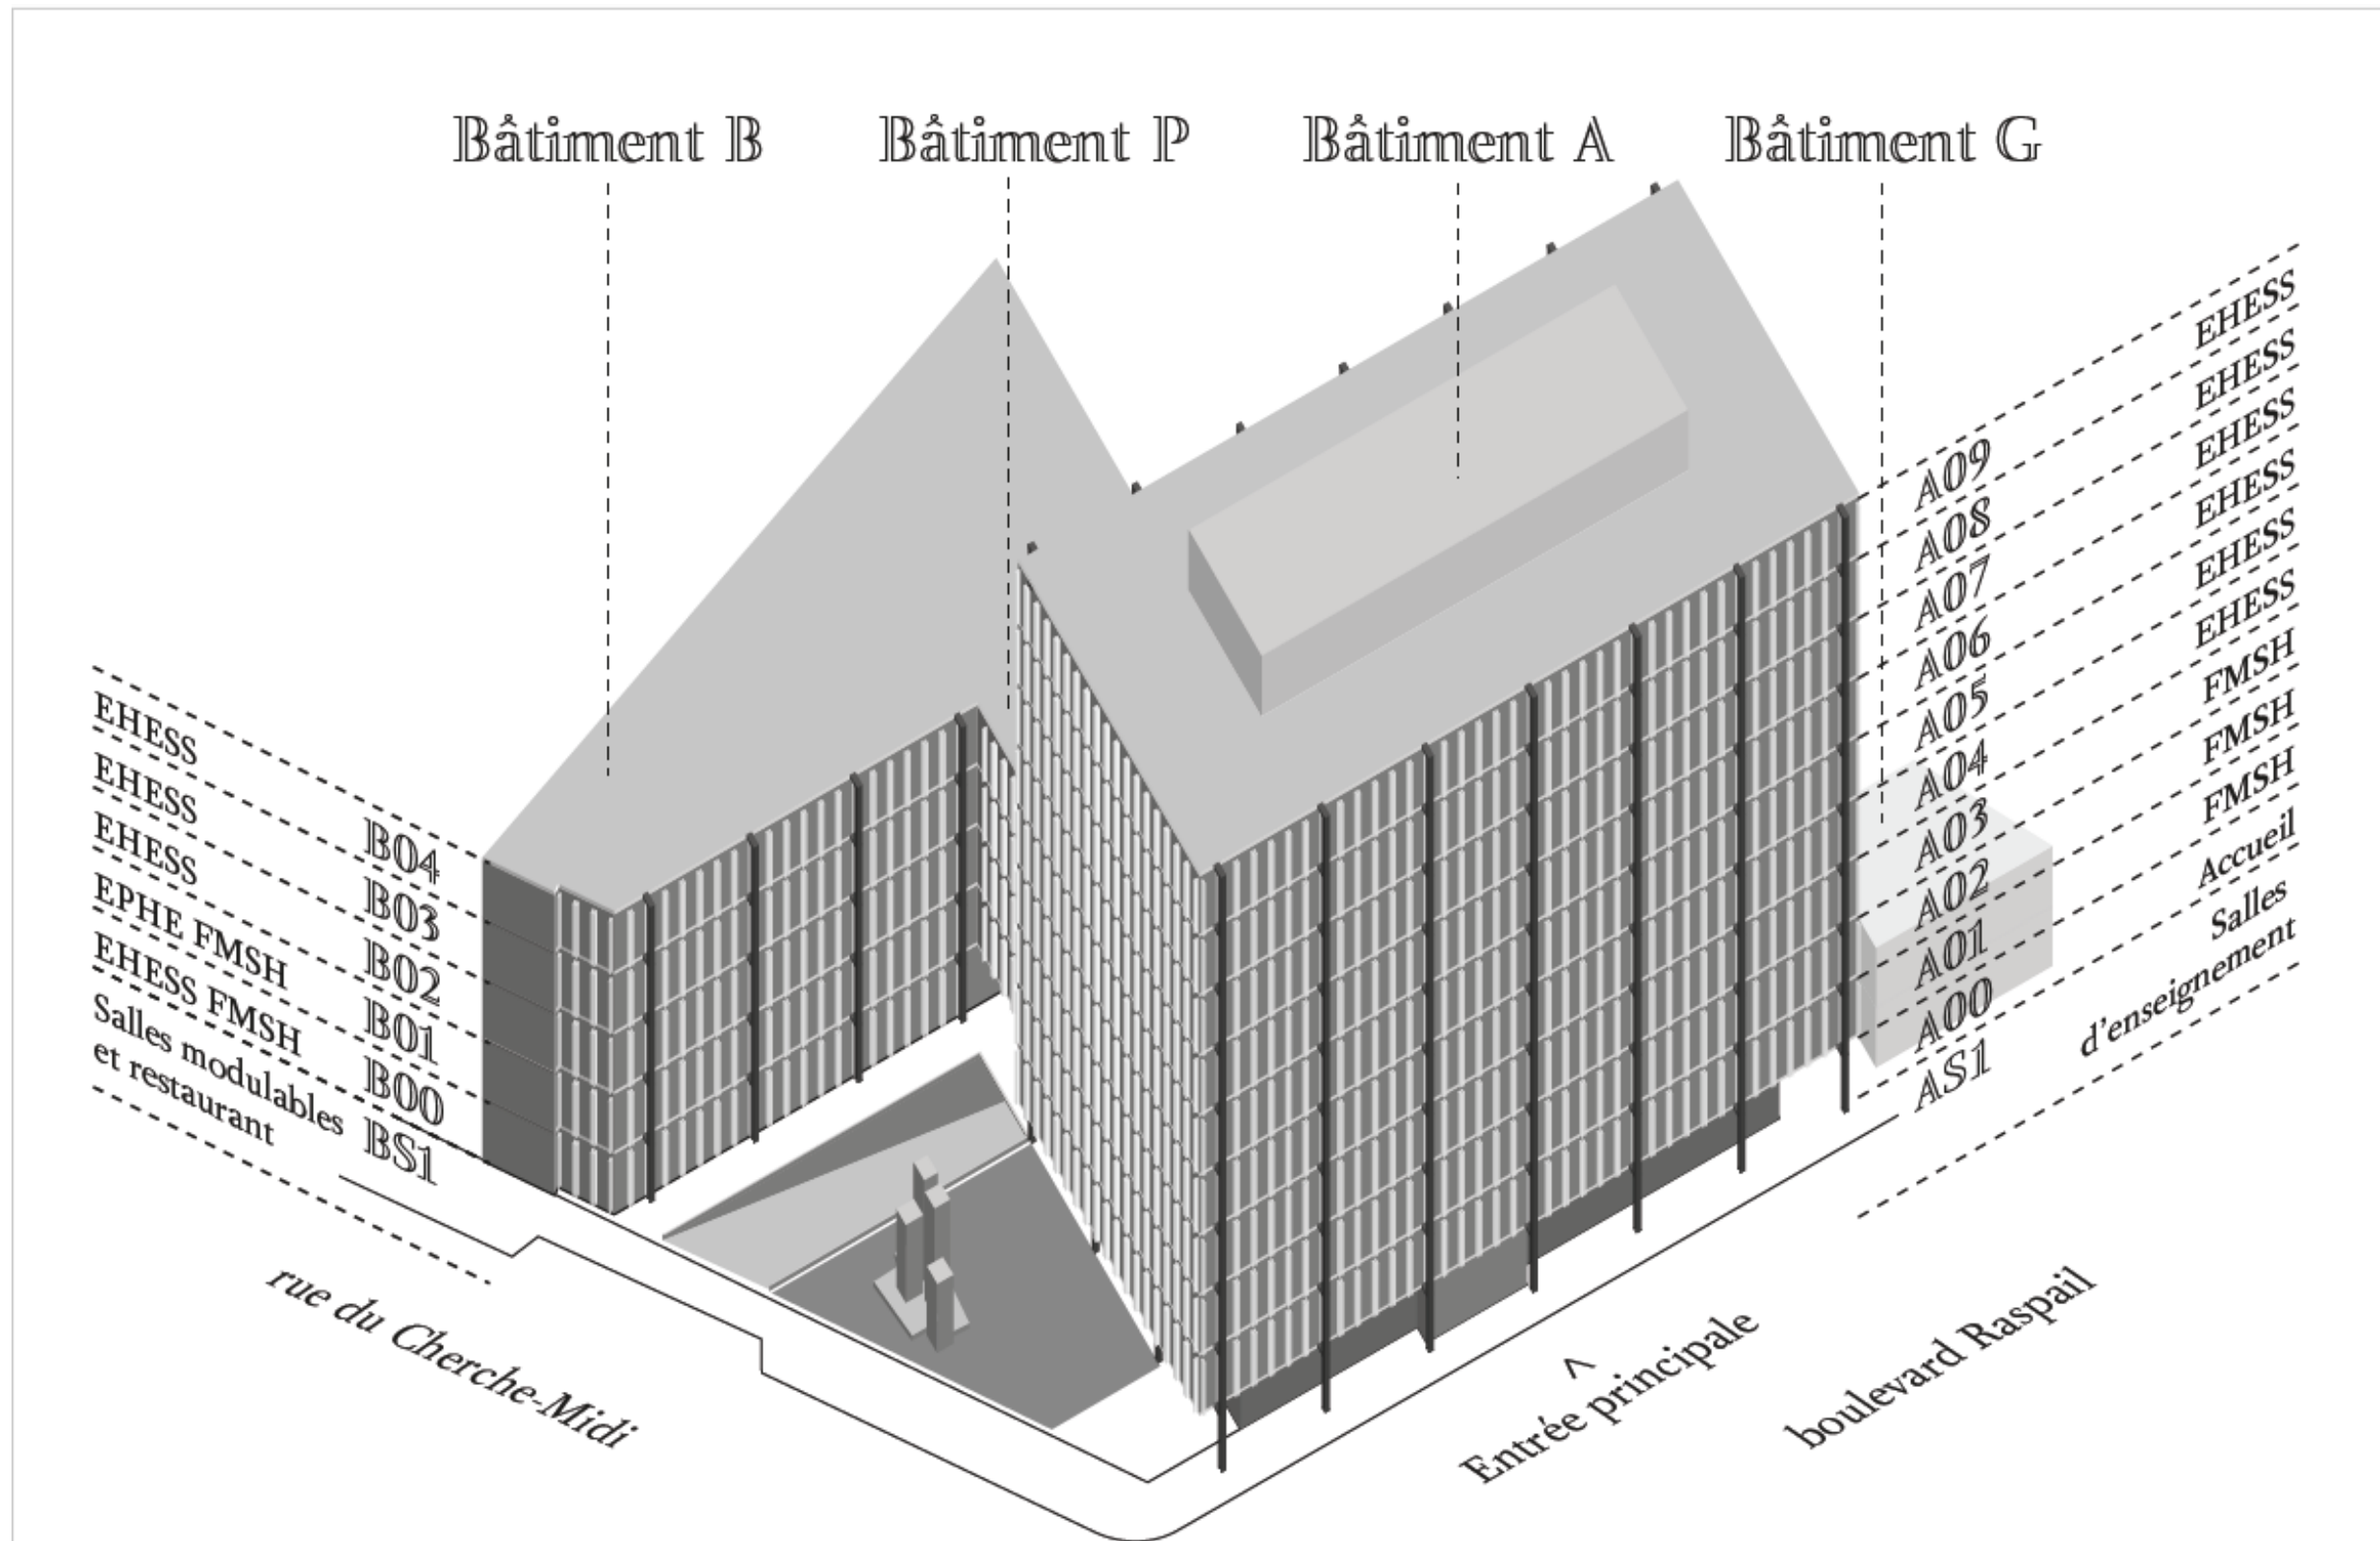 Bâtiment B
Bâtiment P
Bâtiment A
Bâtiment G
EHESS
B04
EHESS
B03
EHESS
B02
EPHE FMSH
B01
EHESS FMSH
B00
Salles modulables
et restaurant
BS1
A09
EHESS
A08
EHESS
A07
EHESS
A06
EHESS
A05
EHESS
A04
EHESS
A03
FMSH
A02
FMSH
A01
FMSH
A00
Accueil
AS1
Salles
d'enseignement
rue du Cherche-Midi
^
Entrée principale
boulevard Raspail